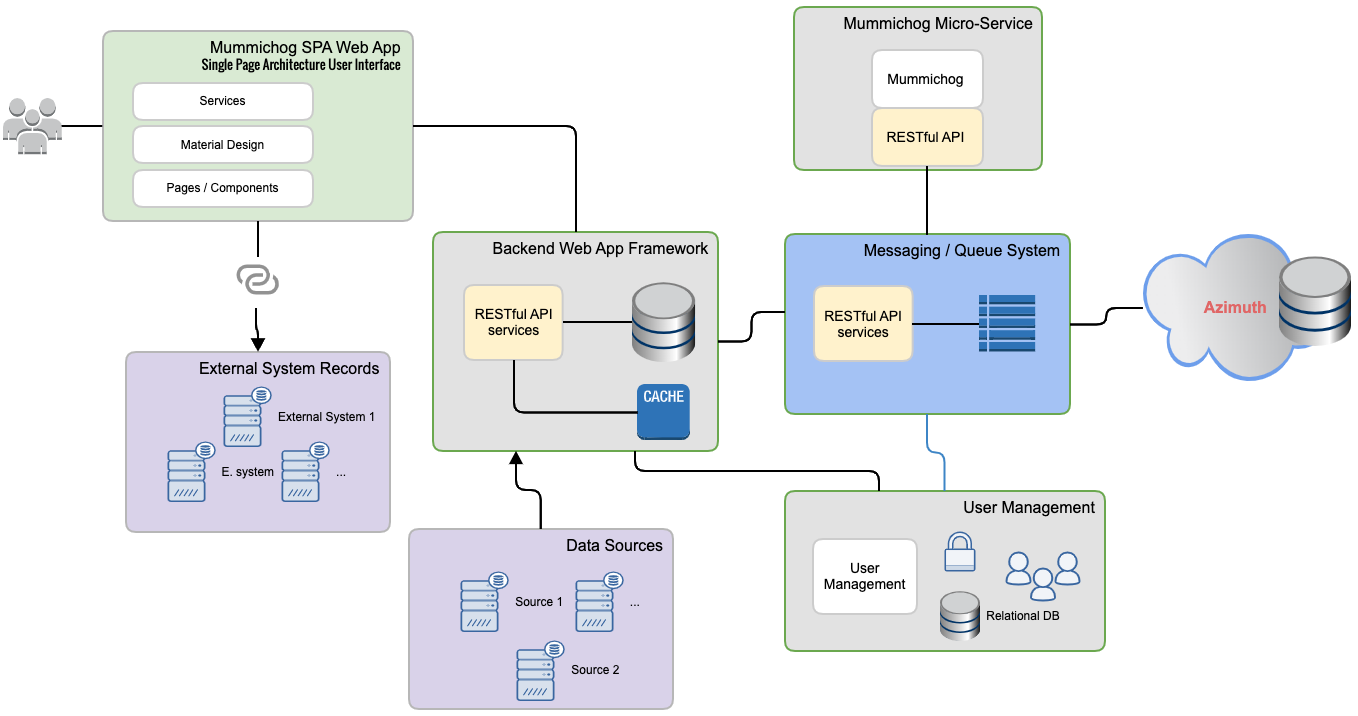 Mummichog SPA Web App
Single Page Architecture User Interface
Services
Material Design
Pages / Components
Mummichog Micro-Service
Mummichog
RESTful API
Backend Web App Framework
RESTful API
services
CACHE
Messaging / Queue System
RESTful API
services
Azimuth
External System Records
External System 1
E. system
...
Data Sources
Source 1
...
Source 2
User Management
User
Management
Relational DB